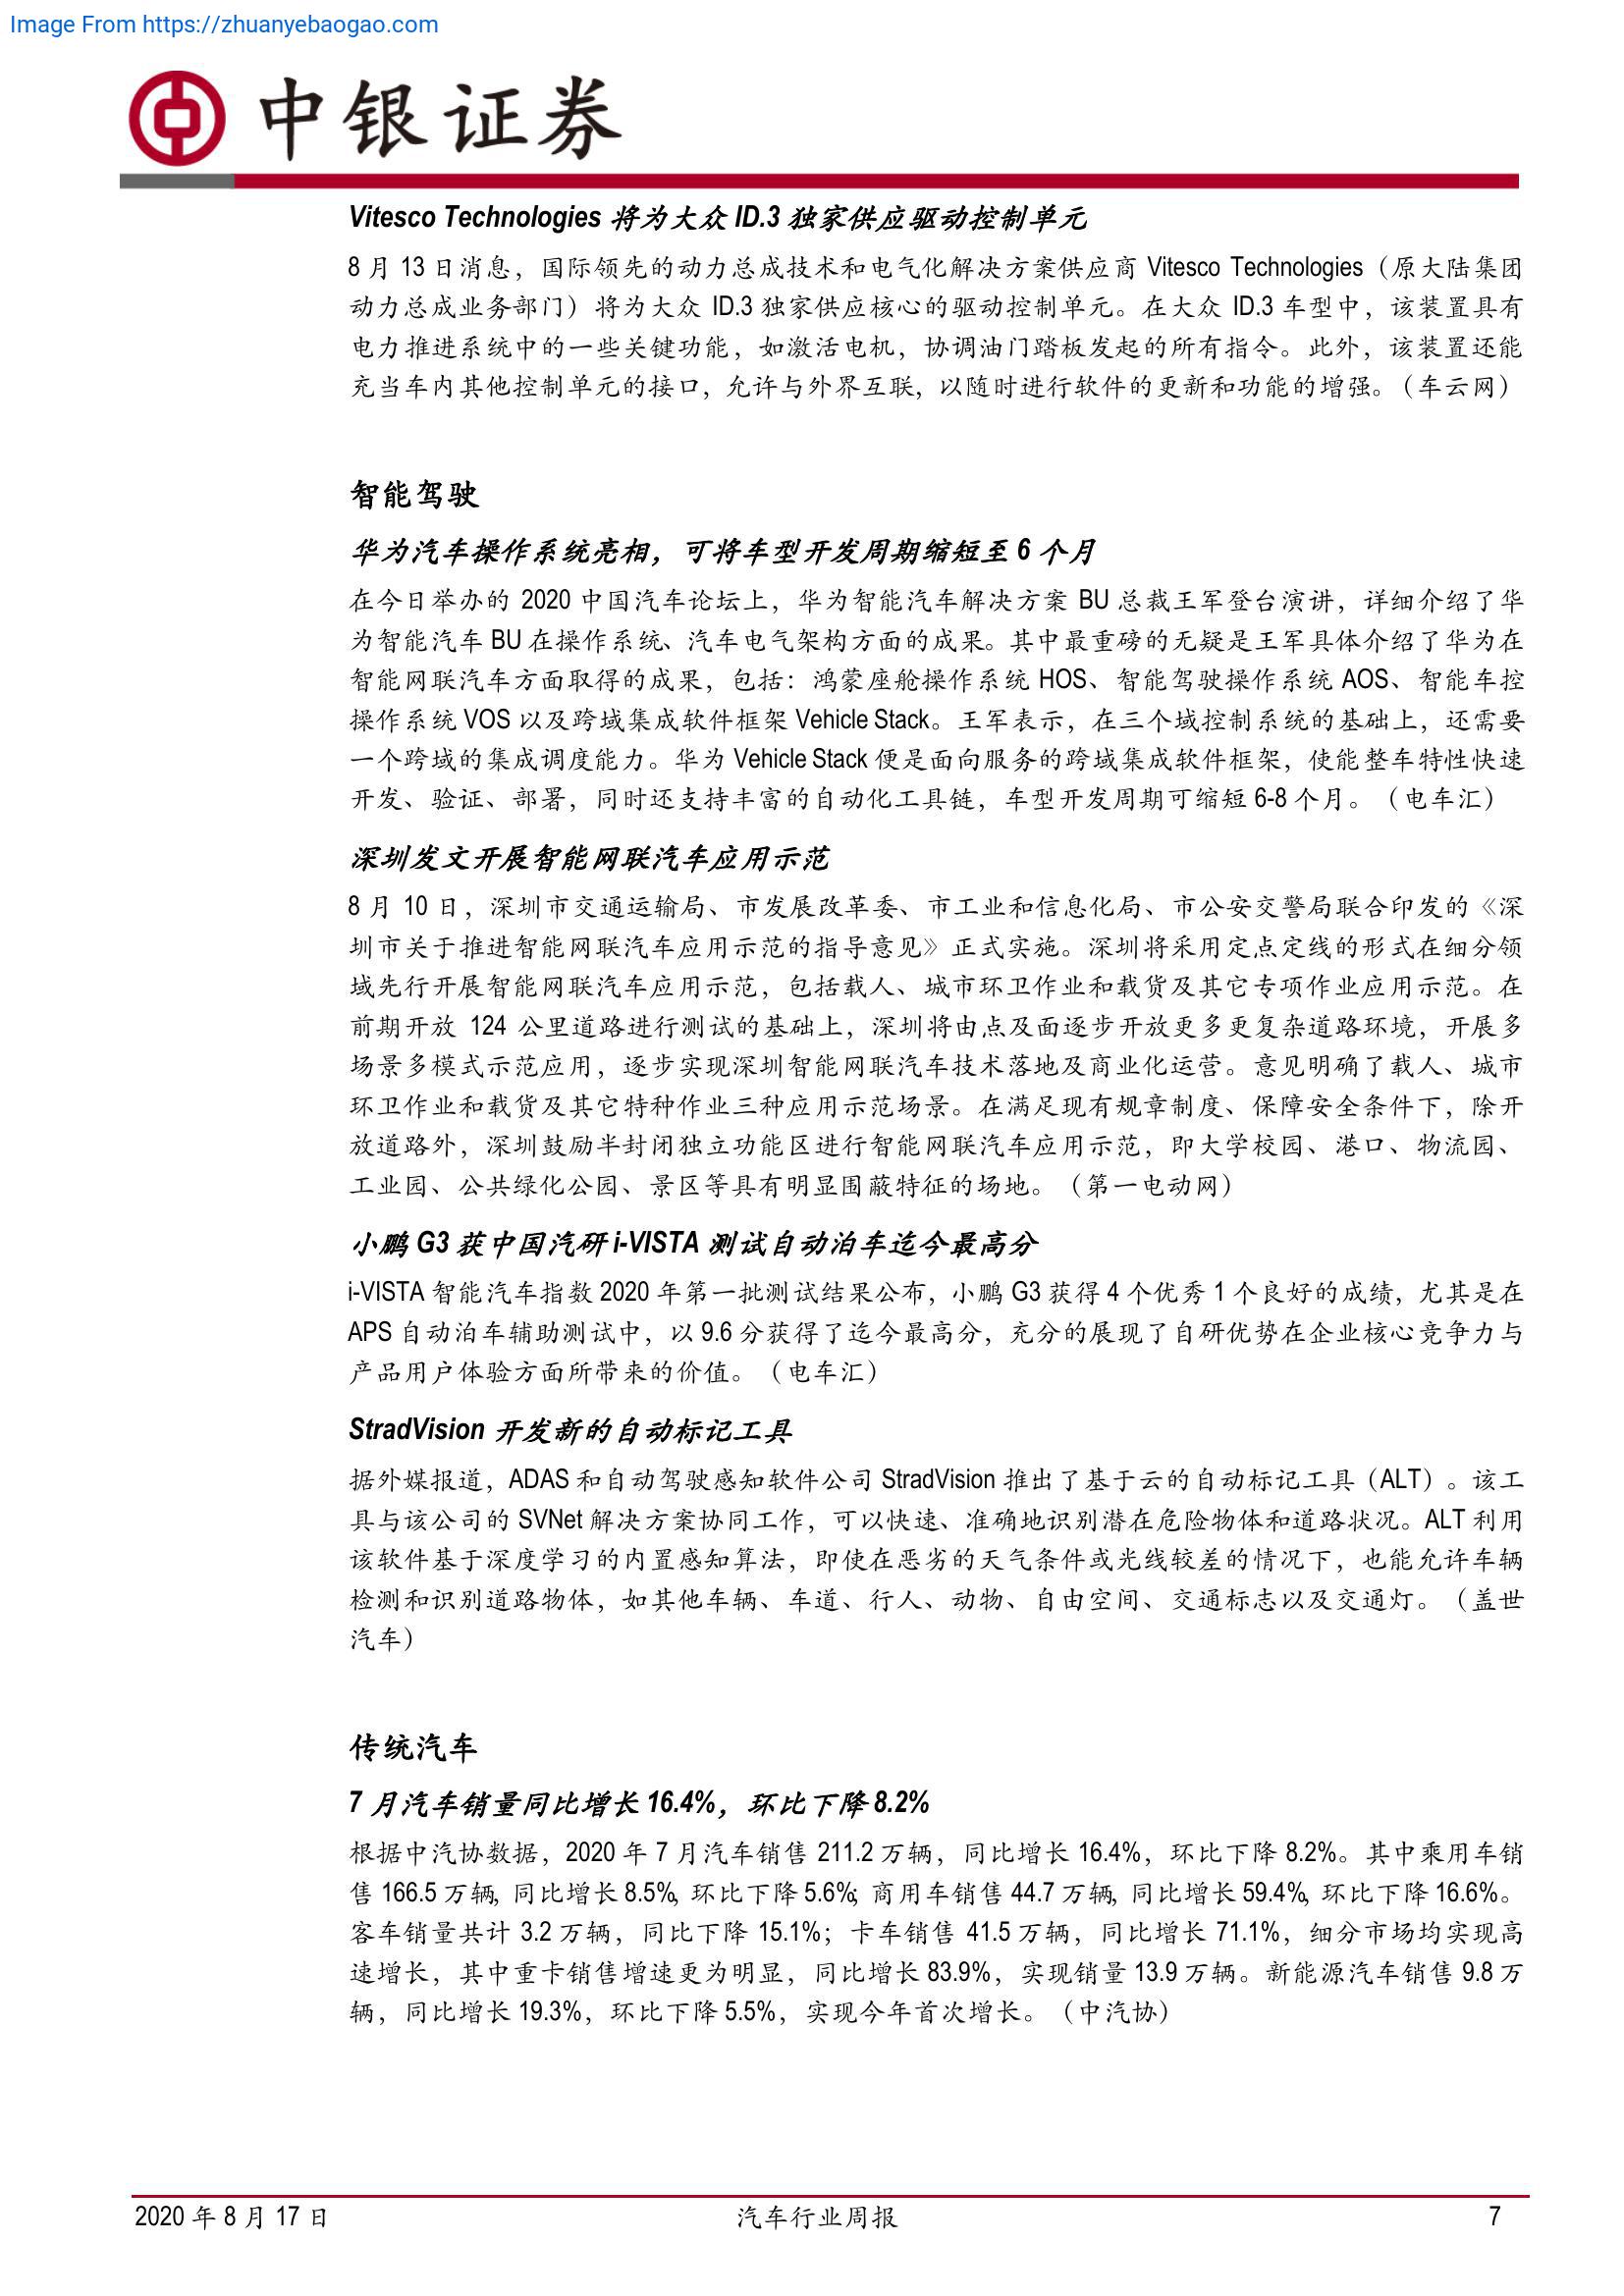 Image From https://zhuanyebaogao.com
中银证券
Vitesco Technologies 将为大众 ID.3 独家供应驱动控制单元
8 月 13 日消息，国际领先的动力总成技术和电气化解决方案供应商 Vitesco Technologies（原大陆集团
动力总成业务部门）将为大众 ID.3 独家供应核心的驱动控制单元。在大众 ID.3 车型中，该装置具有
电力推进系统中的一些关键功能，如激活电机，协调油门踏板发起的所有指令。此外，该装置还能
充当车内其他控制单元的接口，允许与外界互联，以随时进行软件的更新和功能的增强。（车云网）
智能驾驶
华为汽车操作系统亮相，可将车型开发周期缩短至 6 个月
在今日举办的 2020 中国汽车论坛上，华为智能汽车解决方案 BU 总裁王军登台演讲，详细介绍了华
为智能汽车 BU 在操作系统、汽车电气架构方面的成果。其中最重磅的无疑是王军具体介绍了华为在
智能网联汽车方面取得的成果，包括：鸿蒙座舱操作系统 HOS、智能驾驶操作系统 AOS、智能车控
操作系统 VOS 以及跨域集成软件框架 Vehicle Stack。王军表示，在三个域控制系统的基础上，还需要
一个跨域的集成调度能力。华为 Vehicle Stack 便是面向服务的跨域集成软件框架，使能整车特性快速
开发、验证、部署，同时还支持丰富的自动化工具链，车型开发周期可缩短 6-8 个月。（电车汇）
深圳发文开展智能网联汽车应用示范
8 月 10 日，深圳市交通运输局、市发展改革委、市工业和信息化局、市公安交警局联合印发的《深
圳市关于推进智能网联汽车应用示范的指导意见》正式实施。深圳将采用定点定线的形式在细分领
域先行开展智能网联汽车应用示范，包括载人、城市环卫作业和载货及其它专项作业应用示范。在
前期开放 124 公里道路进行测试的基础上，深圳将由点及面逐步开放更多更复杂道路环境，开展多
场景多模式示范应用，逐步实现深圳智能网联汽车技术落地及商业化运营。意见明确了载人、城市
环卫作业和载货及其它特种作业三种应用示范场景。在满足现有规章制度、保障安全条件下，除开
放道路外，深圳鼓励半封闭独立功能区进行智能网联汽车应用示范，即大学校园、港口、物流园、
工业园、公共绿化公园、景区等具有明显围蔽特征的场地。（第一电动网）
小鹏 G3 获中国汽研 i-VISTA 测试自动泊车迄今最高分
i-VISTA 智能汽车指数 2020 年第一批测试结果公布，小鹏 G3 获得 4 个优秀 1 个良好的成绩，尤其是在
APS 自动泊车辅助测试中，以 9.6 分获得了迄今最高分，充分的展现了自研优势在企业核心竞争力与
产品用户体验方面所带来的价值。（电车汇）
StradVision 开发新的自动标记工具
据外媒报道，ADAS 和自动驾驶感知软件公司 StradVision 推出了基于云的自动标记工具（ALT）。该工
具与该公司的 SVNet 解决方案协同工作，可以快速、准确地识别潜在危险物体和道路状况。ALT 利用
该软件基于深度学习的内置感知算法，即使在恶劣的天气条件或光线较差的情况下，也能允许车辆
检测和识别道路物体，如其他车辆、车道、行人、动物、自由空间、交通标志以及交通灯。（盖世
汽车）
传统汽车
7 月汽车销量同比增长 16.4%，环比下降 8.2%
根据中汽协数据，2020 年 7 月汽车销售 211.2 万辆，同比增长 16.4%，环比下降 8.2%。其中乘用车销
售 166.5 万辆，同比增长 8.5%，环比下降 5.6%；商用车销售 44.7 万辆，同比增长 59.4%，环比下降 16.6%。
客车销量共计 3.2 万辆，同比下降 15.1%；卡车销售 41.5 万辆，同比增长 71.1%，细分市场均实现高
速增长，其中重卡销售增速更为明显，同比增长 83.9%，实现销量 13.9 万辆。新能源汽车销售 9.8 万
辆，同比增长 19.3%，环比下降 5.5%，实现今年首次增长。（中汽协）
2020 年 8 月 17 日
汽车行业周报
7